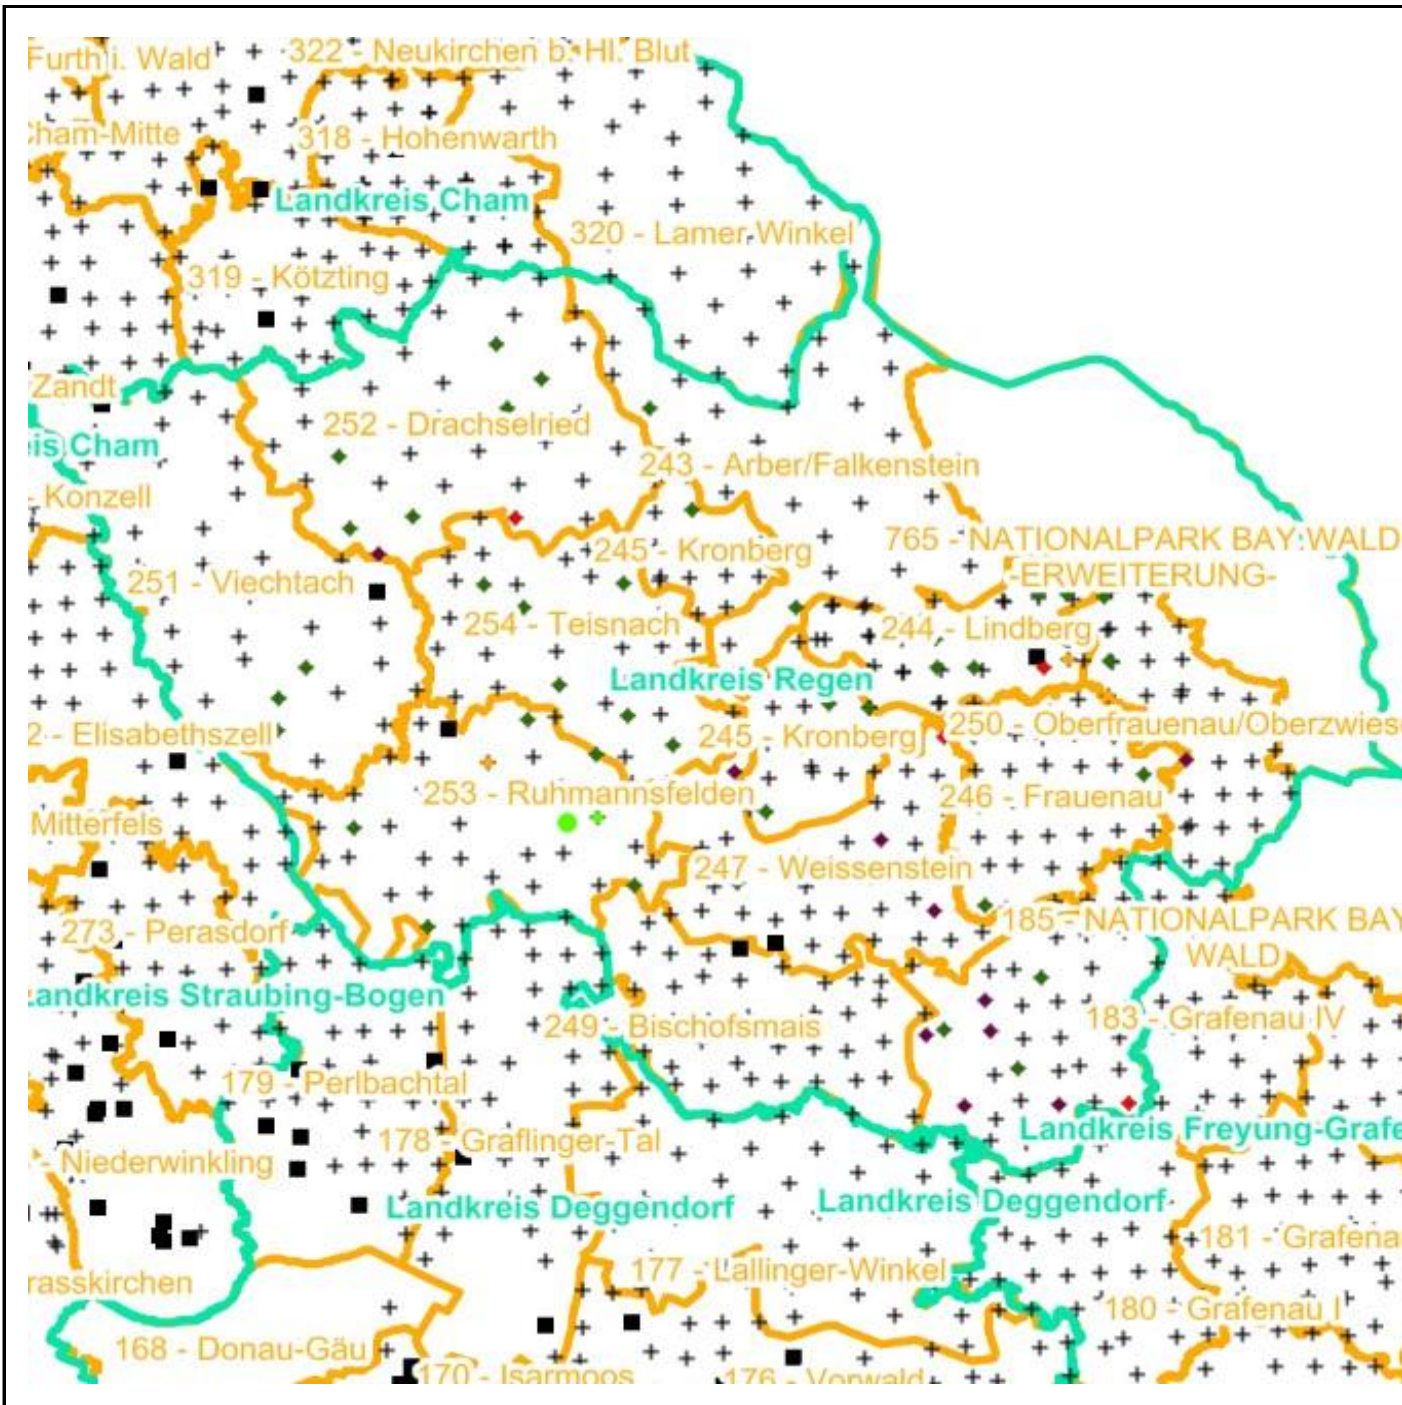 Furth i. Wald
322 - Neukirchen b. Hl. Blut
Cham-Mitte
318 - Hohenwarth
Landkreis Cham
320 - Lamer Winkel
319 - Kötzting
Zandt
252 - Drachselried
is Cham
243 - Arber/Falkenstein
- Konzell
765 - NATIONALPARK BAY.WALD
-ERWEITERUNG-
245 - Kronberg
251 - Viechtach
254 - Teisnach
244 - Lindberg
Landkreis Regen
2 - Elisabethszell
245 - Kronberg
250 - Oberfrauenau/Oberzwiese
253 - Ruhmannsfelden
246 - Frauenau
Mitterfels
247 - Weissenstein
273 - Perasdorf
185 - NATIONALPARK BAY
WALD
Landkreis Straubing-Bogen
249 - Bischofsmais
183 - Grafenau IV
179 - Perlbachtal
178 - Graflinger-Tal
Landkreis Freyung-Grafe
- Niederwinkling
Landkreis Deggendorf
Landkreis Deggendorf
181 - Grafena
177 - Lallinger-Winkel
rasskirchen
180 - Grafenau I
168 - Donau-Gäu
170 - Isarmoos
176 - Vorwald